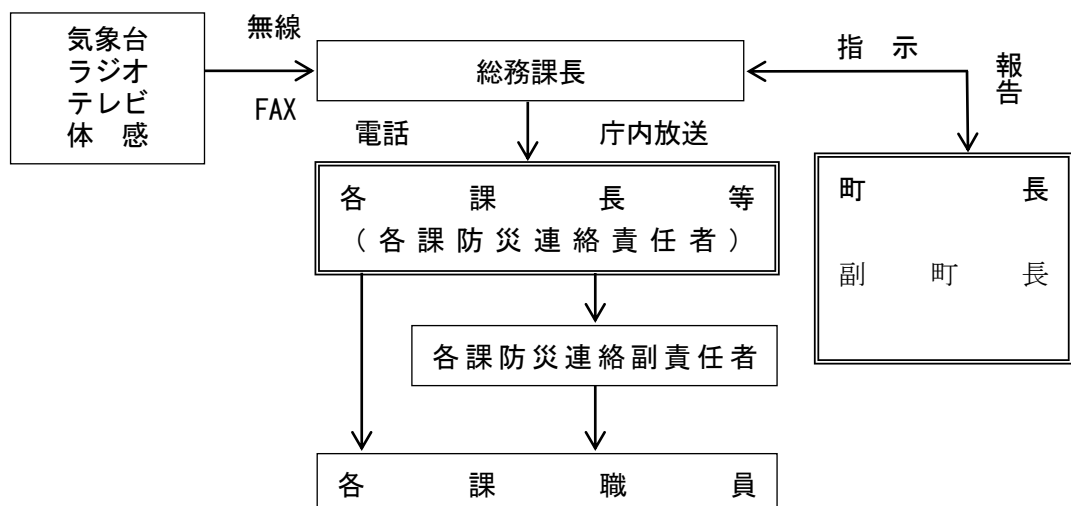 気象台
ラジオ
テレビ
体　感
無線
FAX
総務課長
指　示
報告
電話
庁内放送
各課長等
（各課防災連絡責任者）
町長
副町長
各課防災連絡副責任者
各課職員